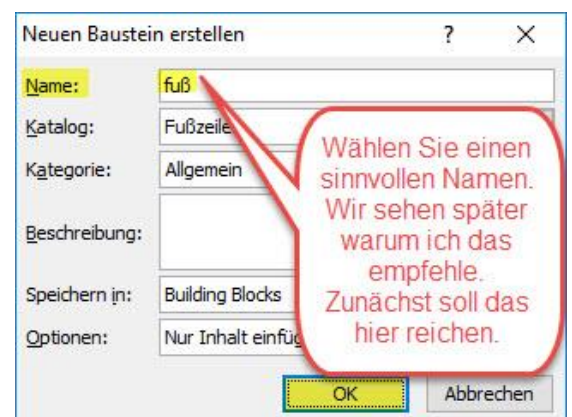 Neuen Baustein erstellen ? X
Name: fuß
Katalog: Fußzeile
Kategorie: Allgemein
Beschreibung:
Speichern in: Building Blocks
Optionen: Nur Inhalt
Wählen Sie einen
sinnvollen Namen.
Wir sehen später
warum ich das
empfehle.
Zunächst soll das
hier reichen.
OK Abbrechen